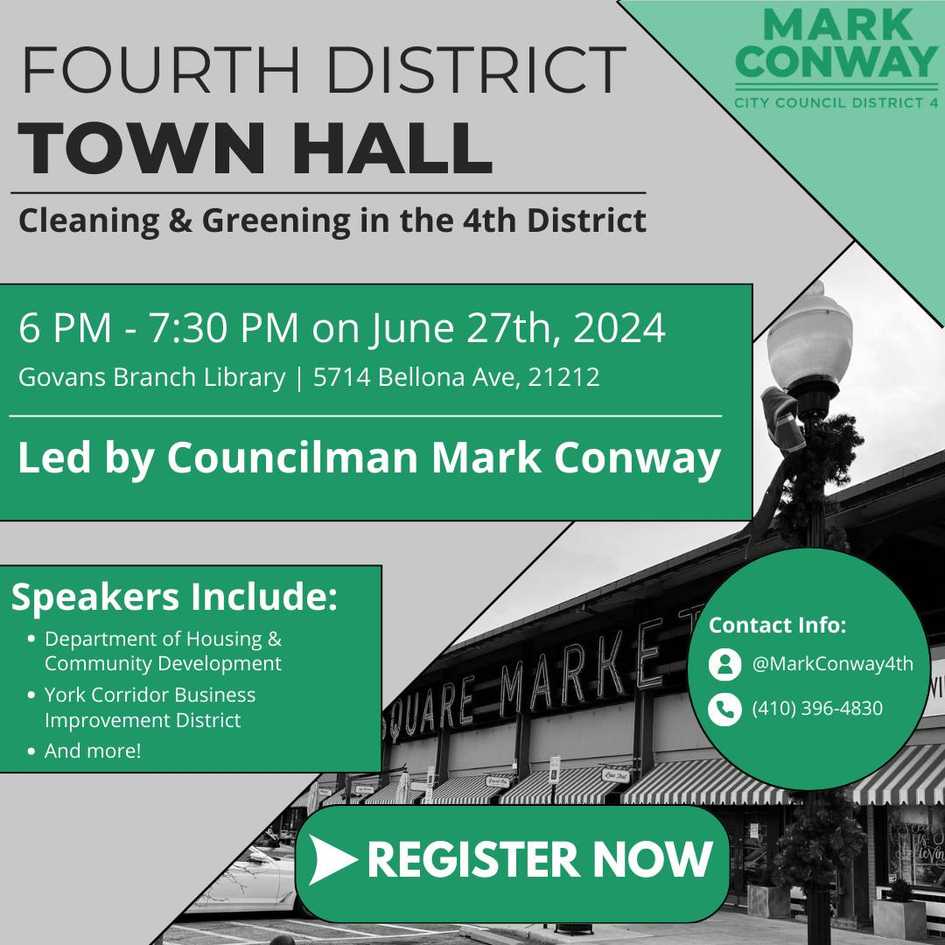 MARK
CONWAY
CITY COUNCIL DISTRICT 4
FOURTH DISTRICT
TOWN HALL
Cleaning & Greening in the 4th District
6 PM - 7:30 PM on June 27th, 2024
Govans Branch Library | 5714 Bellona Ave, 21212
Led by Councilman Mark Conway
Speakers Include:
• Department of Housing &
Community Development
• York Corridor Business
Improvement District
• And more!
SQUARE MARKET
Contact Info:
@MarkConway4th
(410) 396-4830
REGISTER NOW